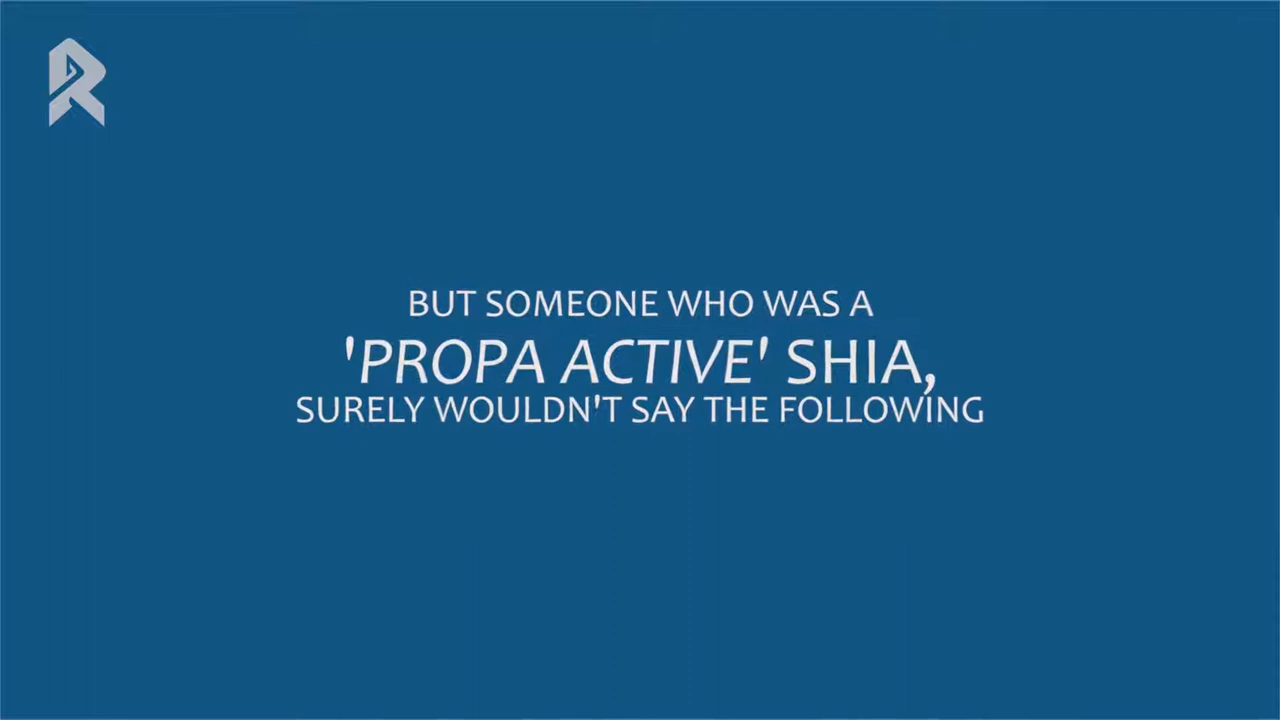 BUT SOMEONE WHO WAS A
'PROPA ACTIVE' SHIA,
SURELY WOULDN'T SAY THE FOLLOWING